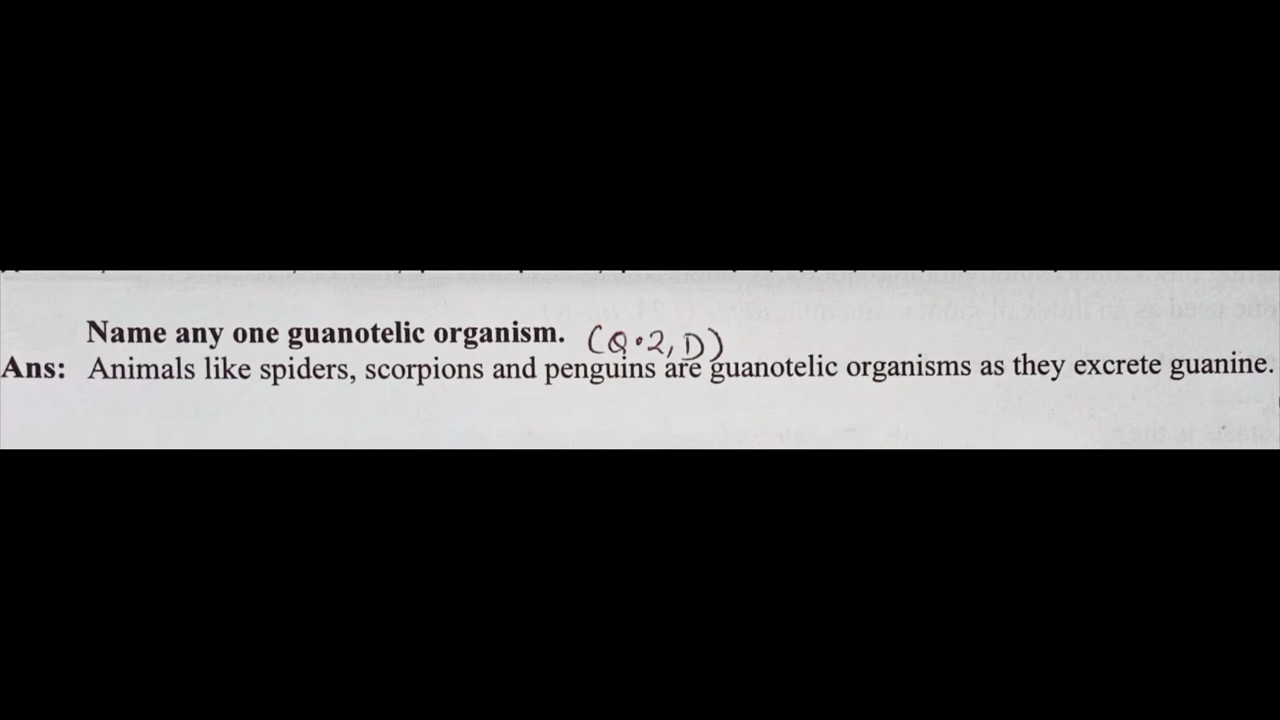 Name any one guanotelic organism. (Q.2, D)
Ans: Animals like spiders, scorpions and penguins are guanotelic organisms as they excrete guanine.